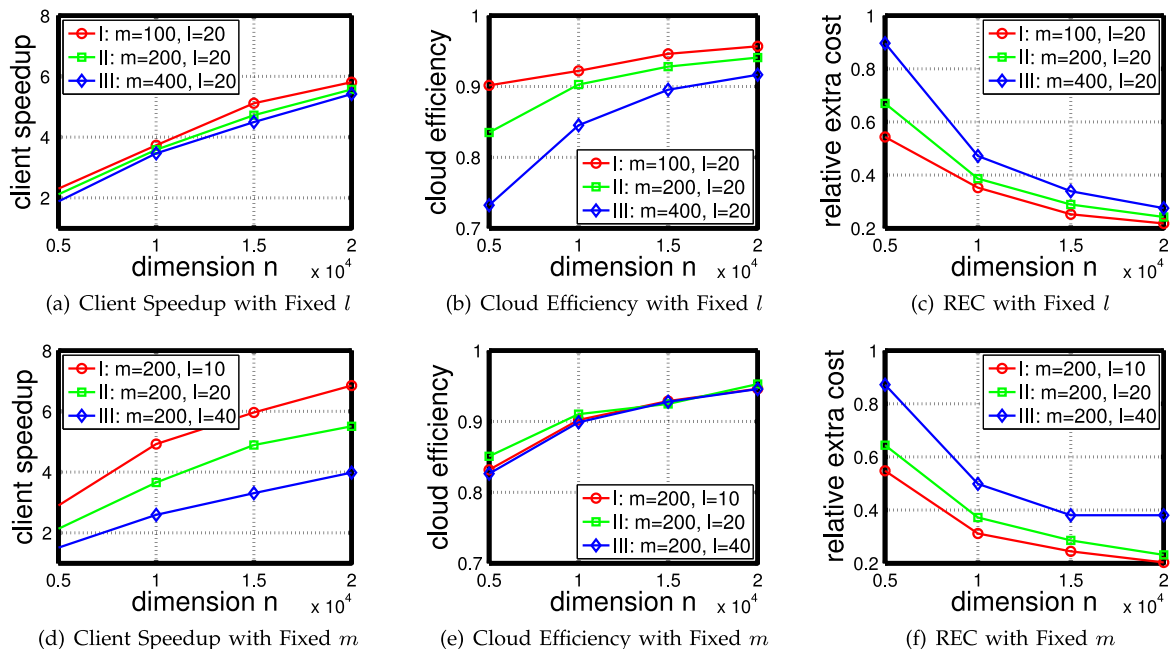 8
6
4
2
client speedup
I: m=100, l=20
II: m=200, l=20
III: m=400, l=20
0.5 1 1.5 2
dimension n x 10^4
(a) Client Speedup with Fixed l
1
0.9
0.8
0.7
cloud efficiency
I: m=100, l=20
II: m=200, l=20
III: m=400, l=20
0.5 1 1.5 2
dimension n x 10^4
(b) Cloud Efficiency with Fixed l
1
0.8
0.6
0.4
0.2
relative extra cost
I: m=100, l=20
II: m=200, l=20
III: m=400, l=20
0.5 1 1.5 2
dimension n x 10^4
(c) REC with Fixed l
8
6
4
2
client speedup
I: m=200, l=10
II: m=200, l=20
III: m=200, l=40
0.5 1 1.5 2
dimension n x 10^4
(d) Client Speedup with Fixed m
1
0.9
0.8
0.7
cloud efficiency
I: m=200, l=10
II: m=200, l=20
III: m=200, l=40
0.5 1 1.5 2
dimension n x 10^4
(e) Cloud Efficiency with Fixed m
1
0.8
0.6
0.4
0.2
relative extra cost
I: m=200, l=10
II: m=200, l=20
III: m=200, l=40
0.5 1 1.5 2
dimension n x 10^4
(f) REC with Fixed m